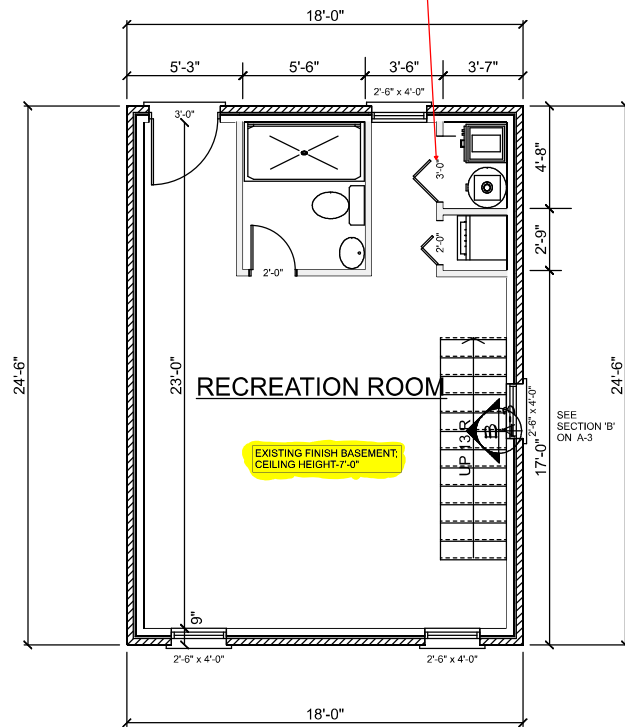 18'-0"
5'-3"
5'-6"
3'-6"
3'-7"
2'-6" x 4'-0"
3'-0"
3'-0"
4'-8"
2'-0"
2'-9"
2'-0"
24'-6"
23'-0"
24'-6"
RECREATION ROOM
2'-6" x 4'-0"
SEE
SECTION 'B'
ON A-3
B
UP 13 R
17'-0"
EXISTING FINISH BASEMENT;
CEILING HEIGHT-7'-0"
9"
2'-6" x 4'-0"
2'-6" x 4'-0"
18'-0"